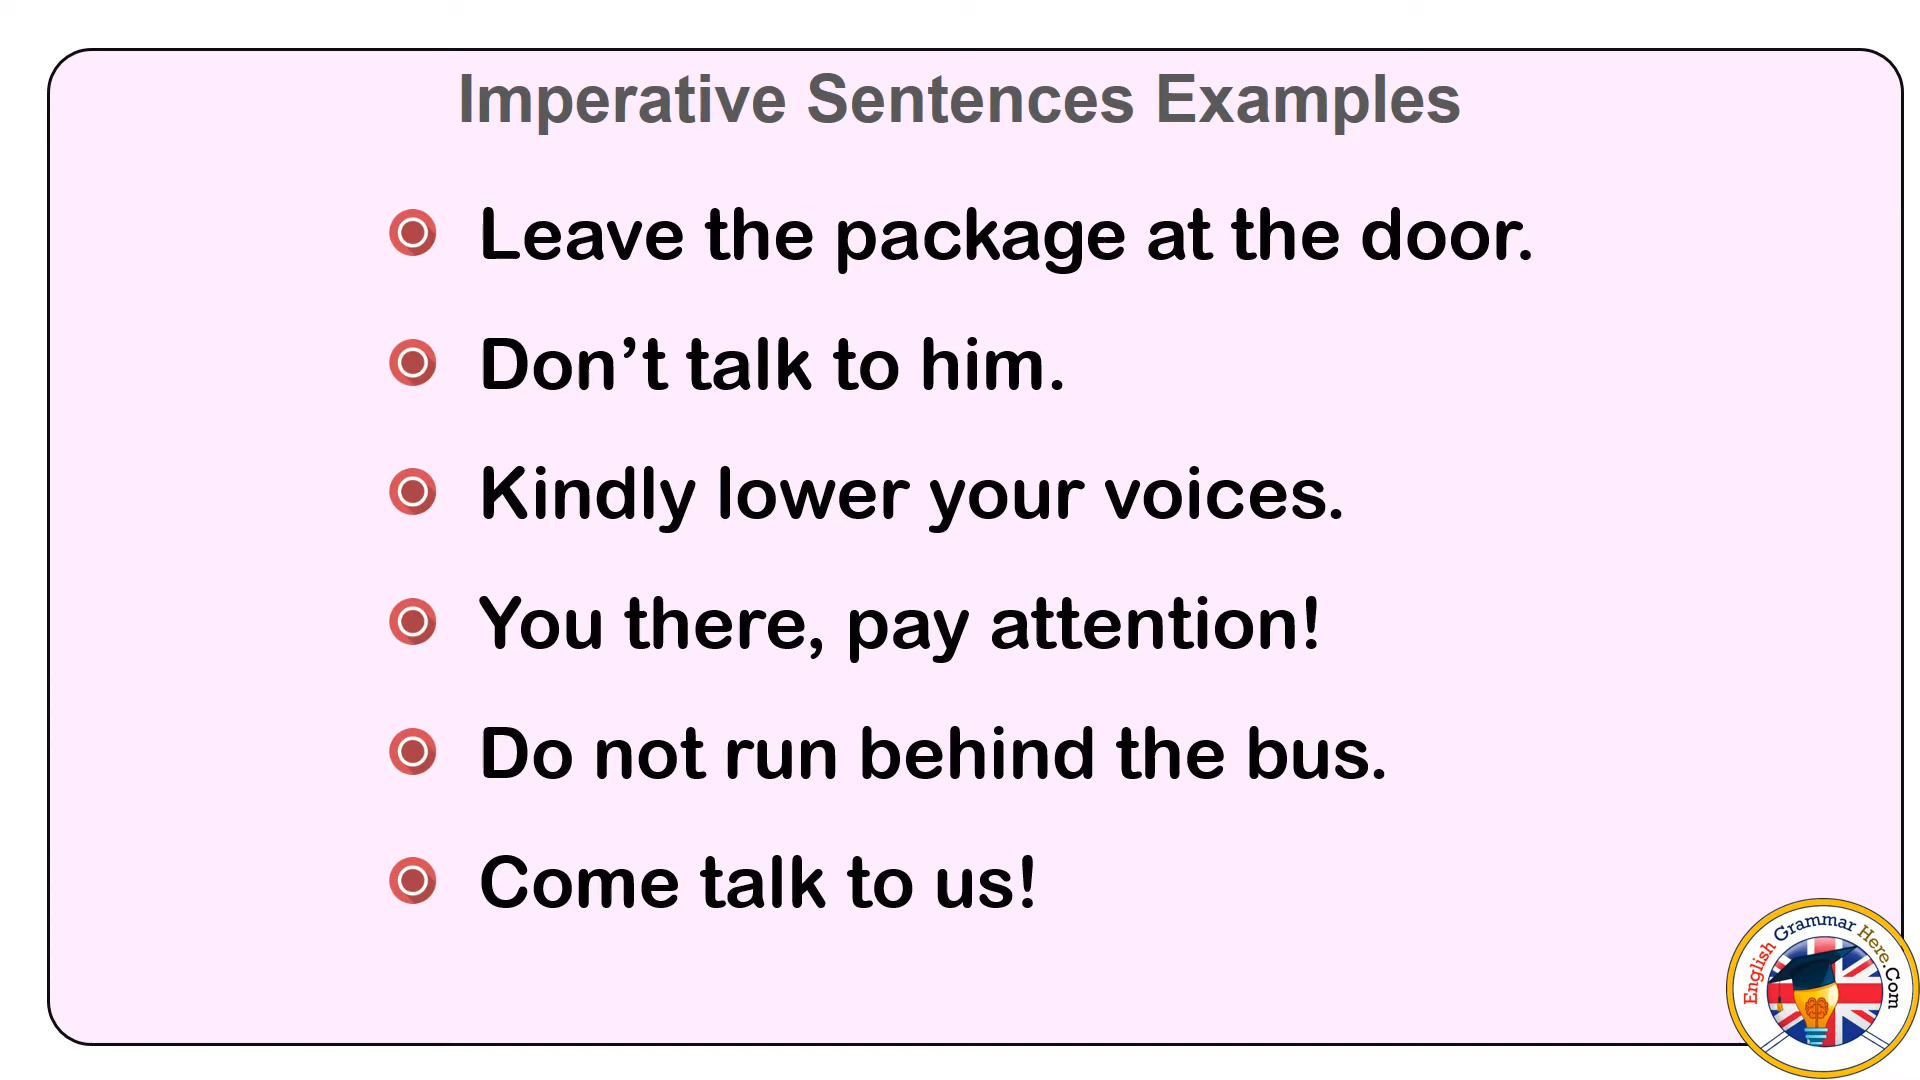 Imperative Sentences Examples
Leave the package at the door.
Don’t talk to him.
Kindly lower your voices.
You there, pay attention!
Do not run behind the bus.
Come talk to us!
English Grammar Here.Com